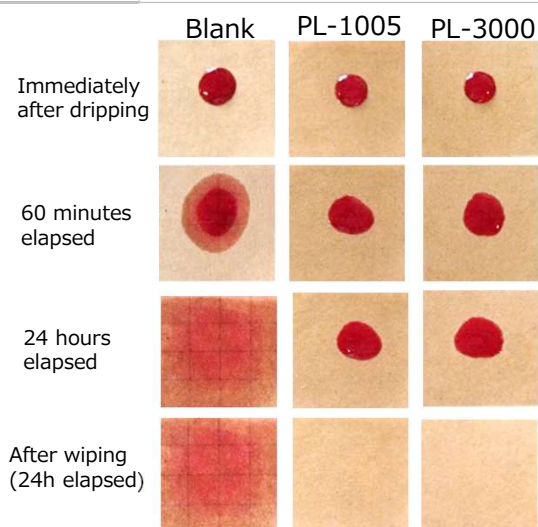 Blank PL-1005 PL-3000
Immediately
after dripping
60 minutes
elapsed
24 hours
elapsed
After wiping
(24h elapsed)